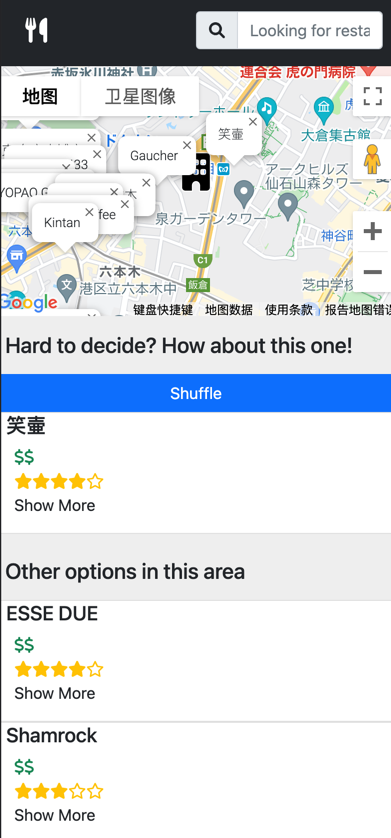 Looking for resta
赤坂氷川神社
連合会 虎の門病院
地图
卫星图像
笑壷
大倉集古館
Gaucher
33
アークヒルズ
仙石山森タワー
YOPAO G
木
fee
Kintan
泉ガーデンタワー
六本
神谷町
六本木
文
港区立六本木中
飯倉
C1
芝中学校
Google
键盘快捷键
地图数据
使用条款
报告地图错误
Hard to decide? How about this one!
Shuffle
笑壷
$$
Show More
Other options in this area
ESSE DUE
$$
Show More
Shamrock
$$
Show More